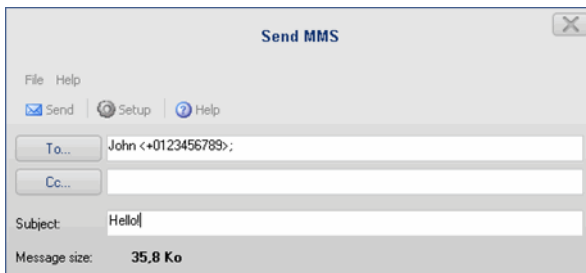 Send MMS
File Help
Send Setup Help
To... John <+0123456789>;
Cc...
Subject: Hello!
Message size: 35,8 Ko